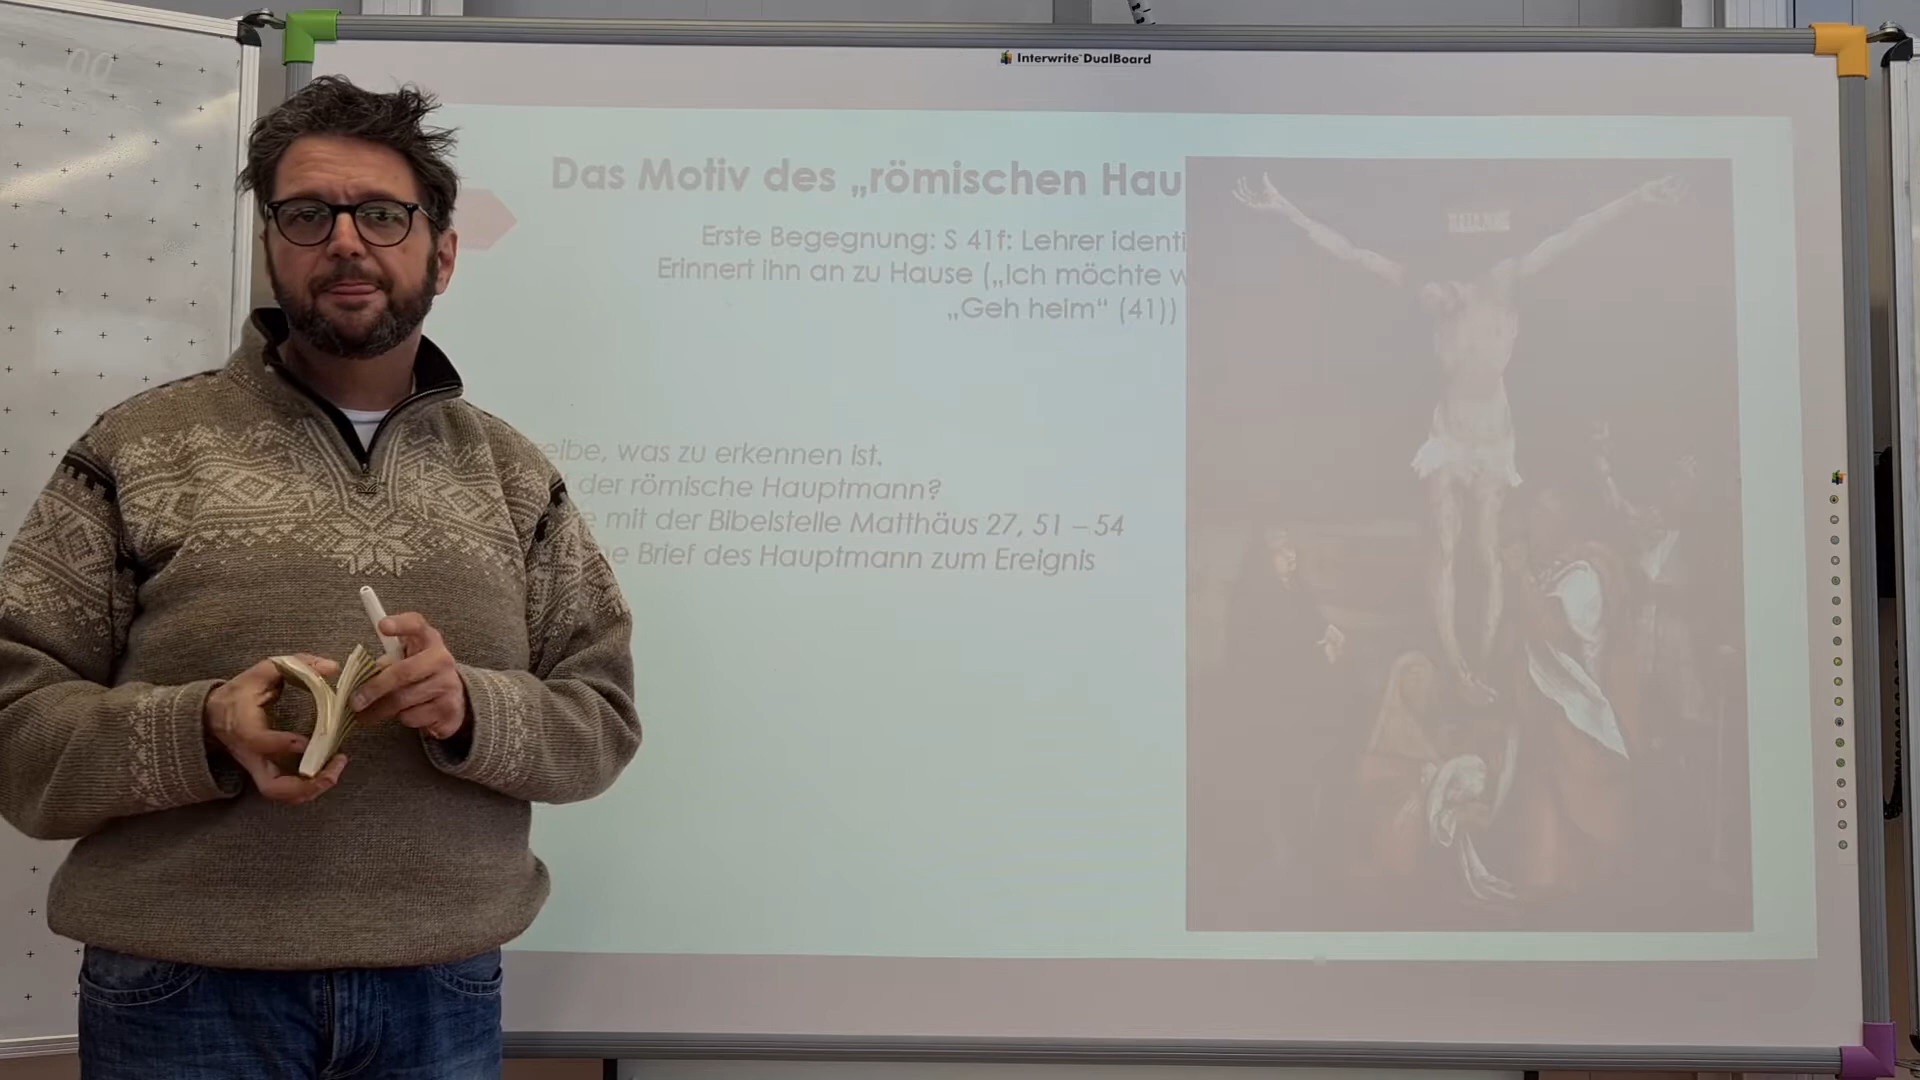 Interwrite DualBoard
Das Motiv des „römischen Hau
Erste Begegnung: S 41f: Lehrer identi
Erinnert ihn an zu Hause („Ich möchte w
„Geh heim“ (41))
eibe, was zu erkennen ist.
der römische Hauptmann?
e mit der Bibelstelle Matthäus 27, 51 – 54
ne Brief des Hauptmann zum Ereignis